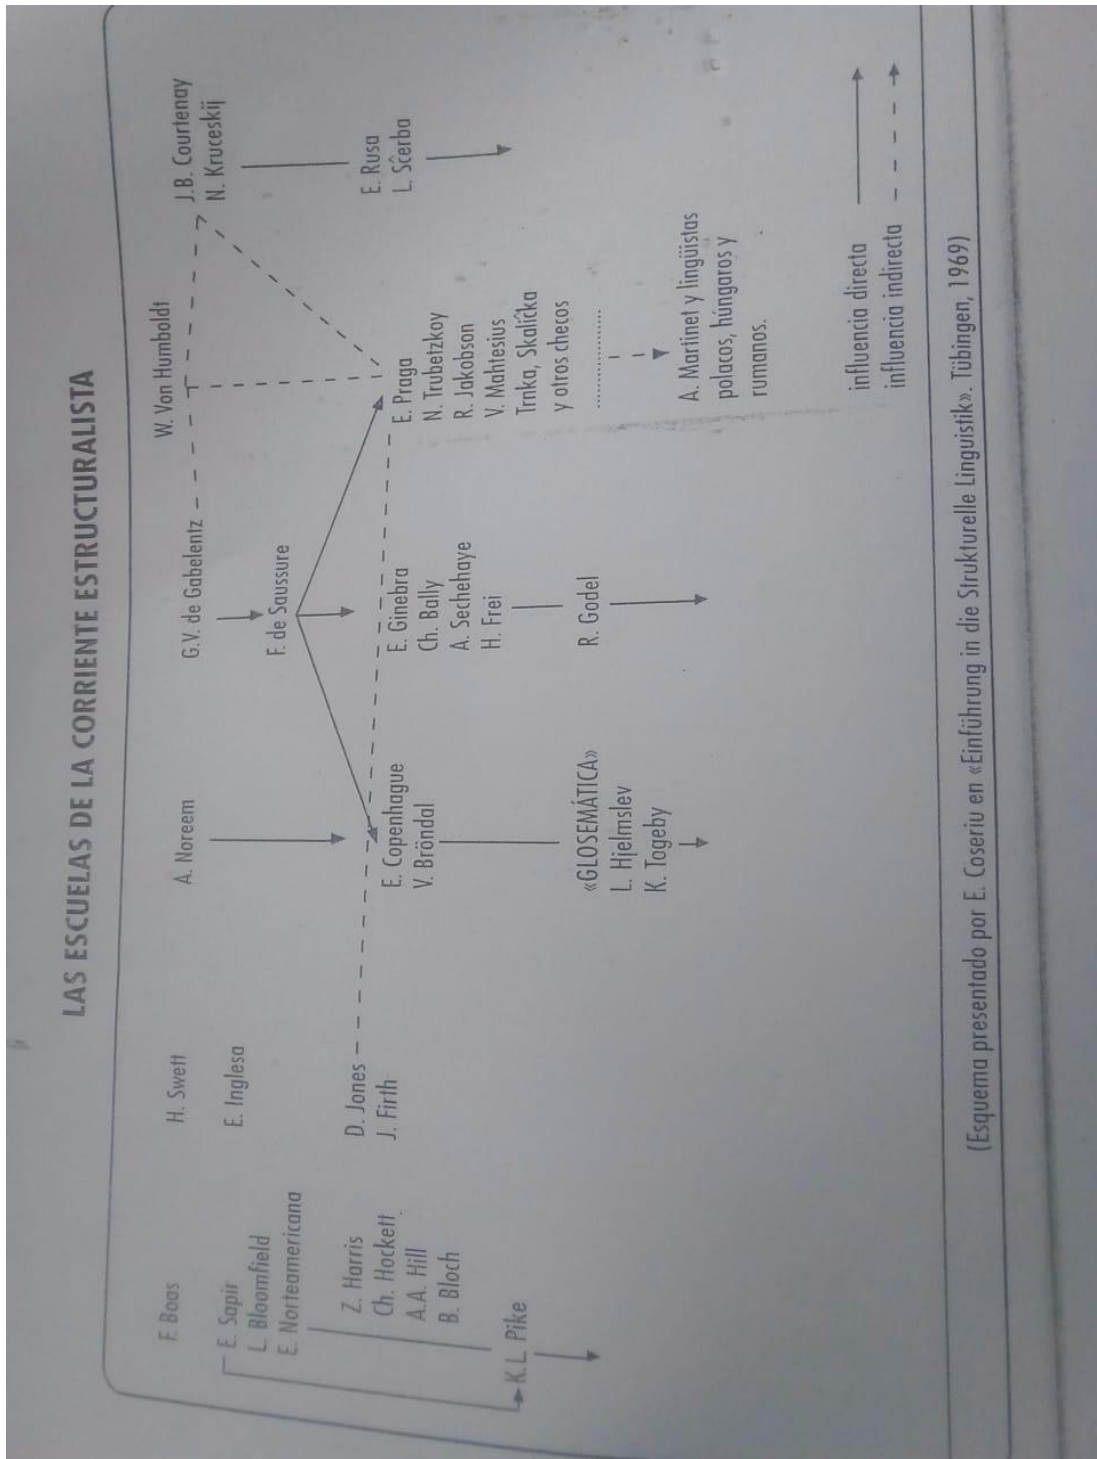 LAS ESCUELAS DE LA CORRIENTE ESTRUCTURALISTA
F. Boas
E. Sapir
L. Bloomfield
E. Norteamericana
Z. Harris
Ch. Hockett
A.A. Hill
B. Bloch
K.L. Pike
H. Swett
E. Inglesa
D. Jones
J. Firth
A. Noreem
E. Copenhague
V. Bröndal
«GLOSEMÁTICA»
L. Hjelmslev
K. Togeby
G.V. de Gabelentz
F. de Saussure
E. Ginebra
Ch. Bally
A. Sechehaye
H. Frei
R. Godel
W. Von Humboldt
E. Praga
N. Trubetzkoy
R. Jakobson
V. Mahtesius
Trnka, Skalîcka
y otros checos
A. Martinet y lingüistas
polacos, húngaros y
rumanos.
J.B. Courtenay
N. Kruceskij
E. Rusa
L. Sĉerba
influencia directa
influencia indirecta
(Esquema presentado por E. Coseriu en «Einführung in die Strukturelle Linguistik». Tübingen, 1969)